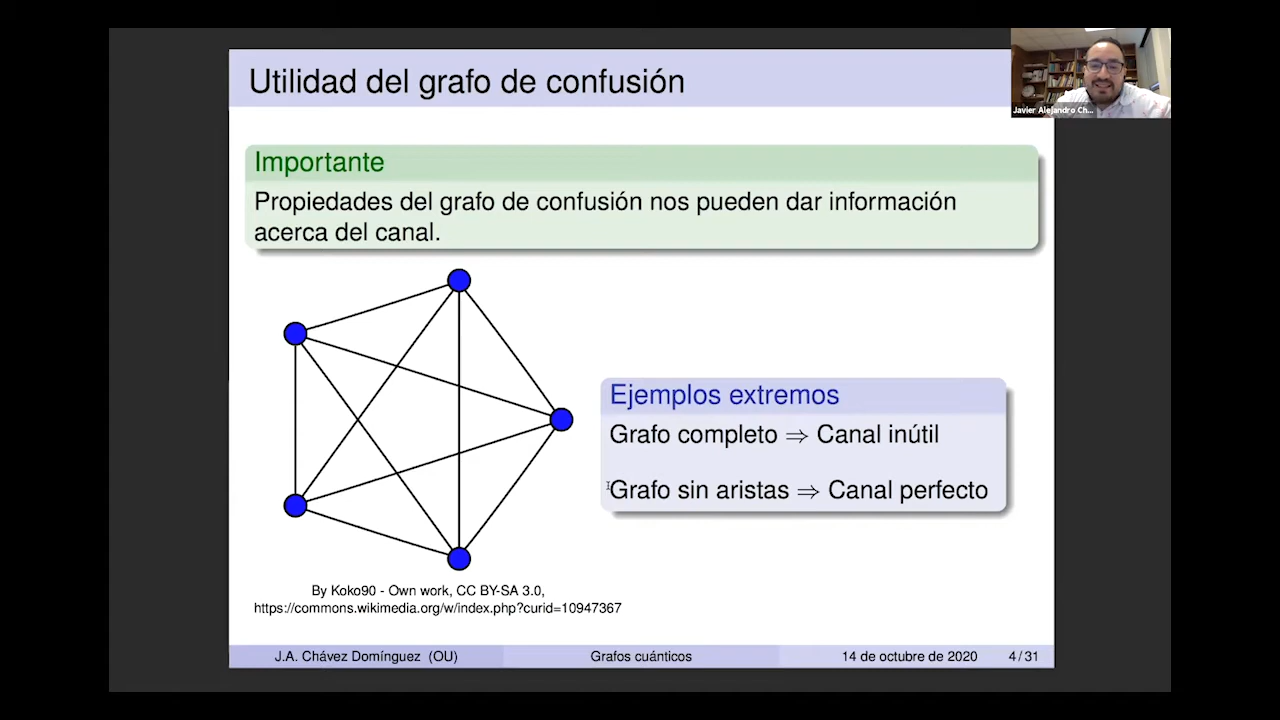 Utilidad del grafo de confusión
Javier Alejandro Ch...
Importante
Propiedades del grafo de confusión nos pueden dar información
acerca del canal.
Ejemplos extremos
Grafo completo ⇒ Canal inútil
Grafo sin aristas ⇒ Canal perfecto
By Koko90 - Own work, CC BY-SA 3.0,
https://commons.wikimedia.org/w/index.php?curid=10947367
J.A. Chávez Domínguez (OU) Grafos cuánticos 14 de octubre de 2020 4 / 31